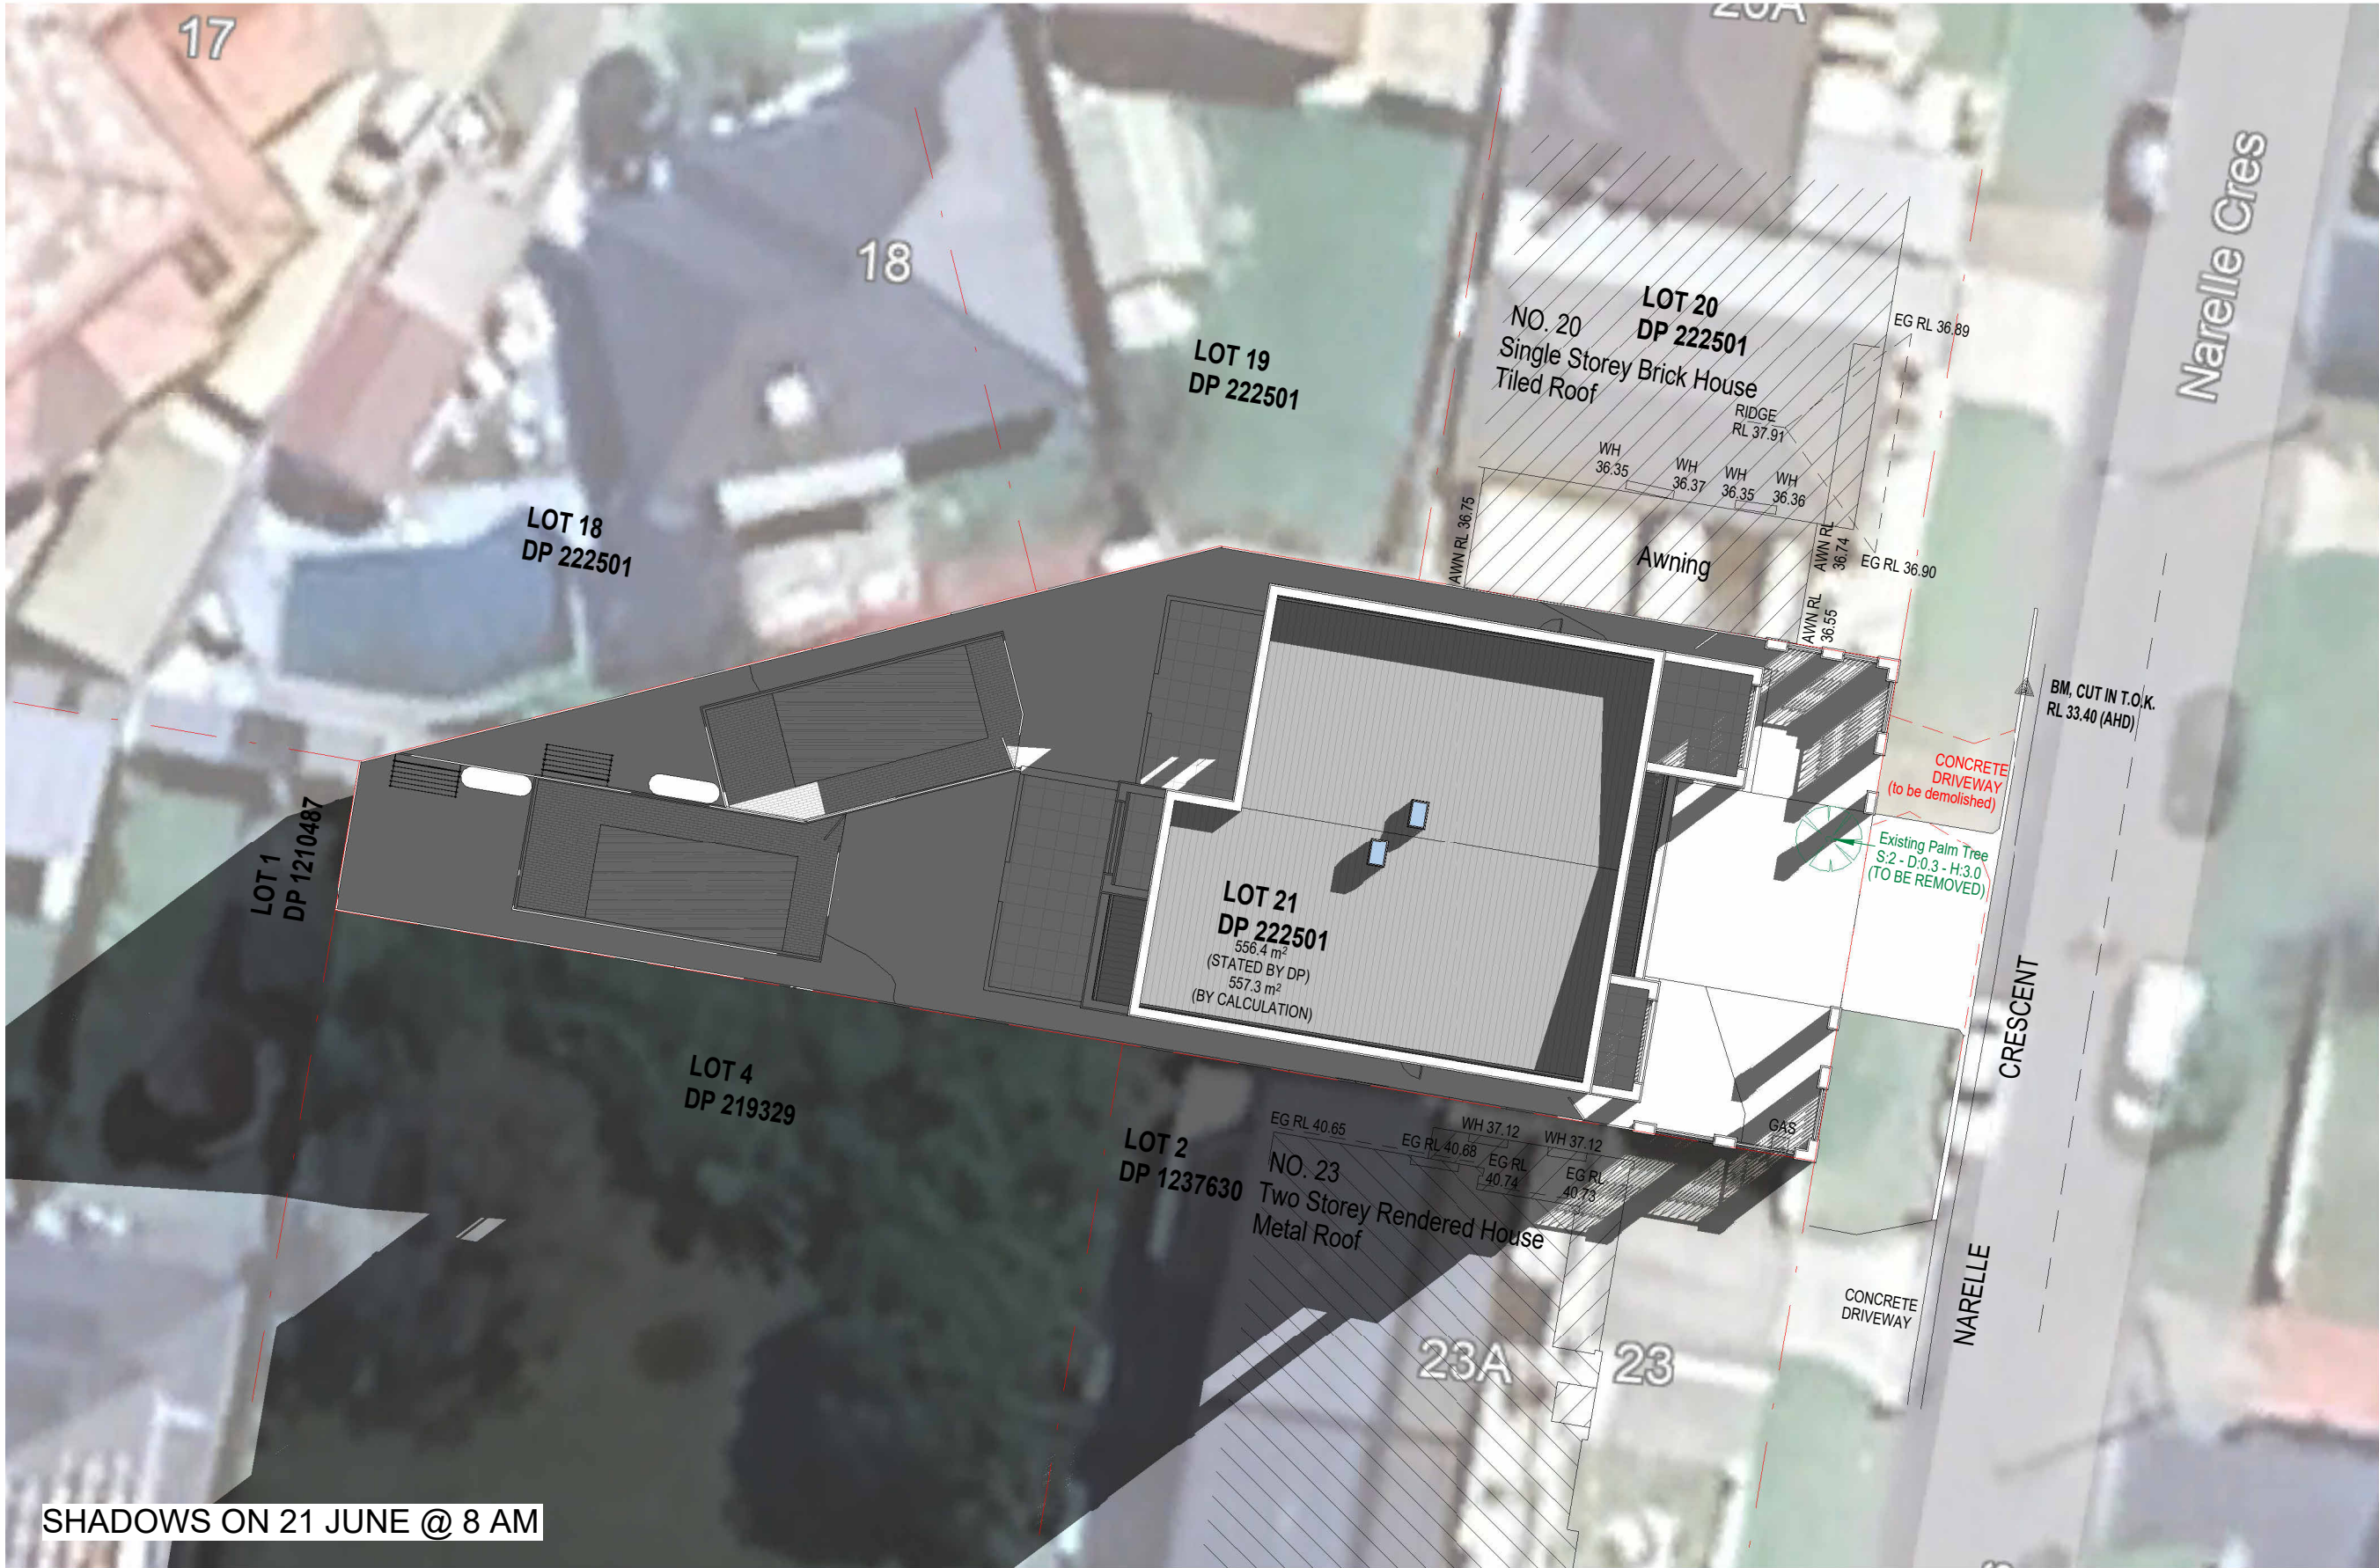 17
20A
Narelle Cres
18
LOT 20
DP 222501
NO. 20
Single Storey Brick House
Tiled Roof
EG RL 36.89
LOT 19
DP 222501
RIDGE
RL 37.91
WH
36.35
WH
36.37
WH
36.35
WH
36.36
AWN RL 36.75
LOT 18
DP 222501
Awning
AWN RL
36.74
EG RL 36.90
AWN RL
36.55
BM, CUT IN T.O.K.
RL 33.40 (AHD)
CONCRETE
DRIVEWAY
(to be demolished)
LOT 1
DP 1210487
Existing Palm Tree
S:2 - D:0.3 - H:3.0
(TO BE REMOVED)
LOT 21
DP 222501
556.4 m²
(STATED BY DP)
557.3 m²
(BY CALCULATION)
CRESCENT
LOT 4
DP 219329
LOT 2
DP 1237630
EG RL 40.65
WH 37.12
WH 37.12
EG RL 40.68
EG RL
40.74
EG RL
40.73
GAS
NO. 23
Two Storey Rendered House
Metal Roof
CONCRETE
DRIVEWAY
NARELLE
23A
23
SHADOWS ON 21 JUNE @ 8 AM